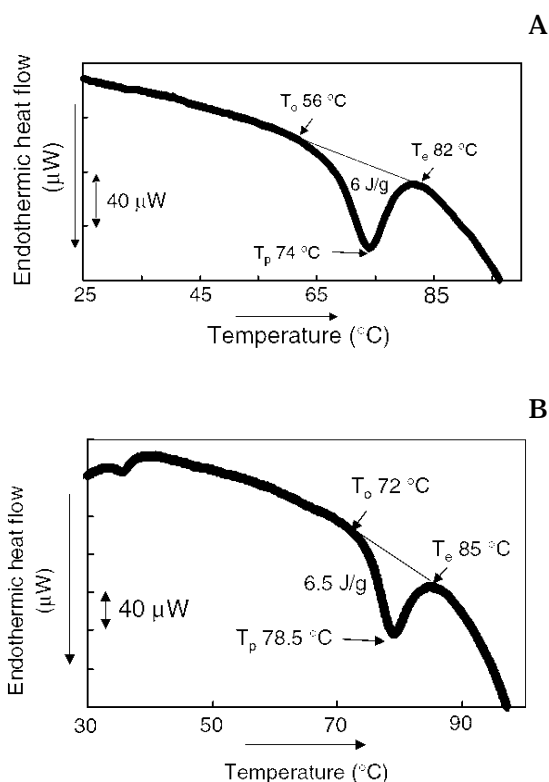 A
Endothermic heat flow
(μW)
40 μW
Tₒ 56 °C
Tₑ 82 °C
6 J/g
Tₚ 74 °C
25 45 65 85
Temperature (°C)
B
Endothermic heat flow
(μW)
40 μW
Tₒ 72 °C
Tₑ 85 °C
6.5 J/g
Tₚ 78.5 °C
30 50 70 90
Temperature (°C)